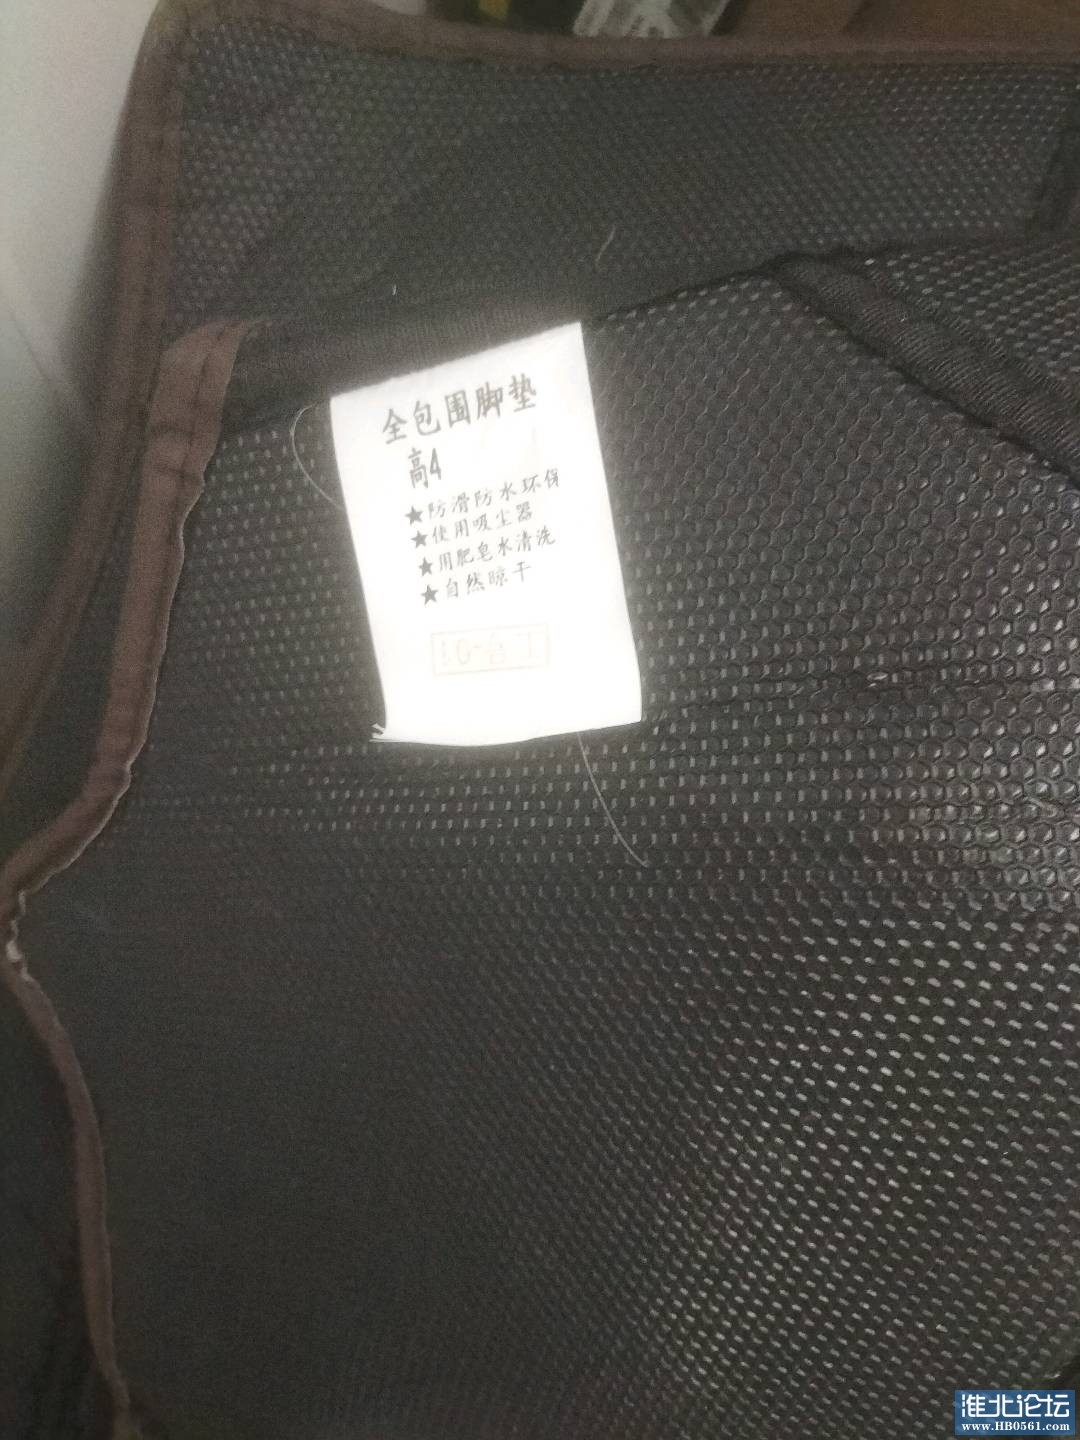 全包围脚垫
高4
★防滑防水环保
★使用吸尘器
★用肥皂水清洗
★自然晾干
淮北论坛
www.HB0561.com